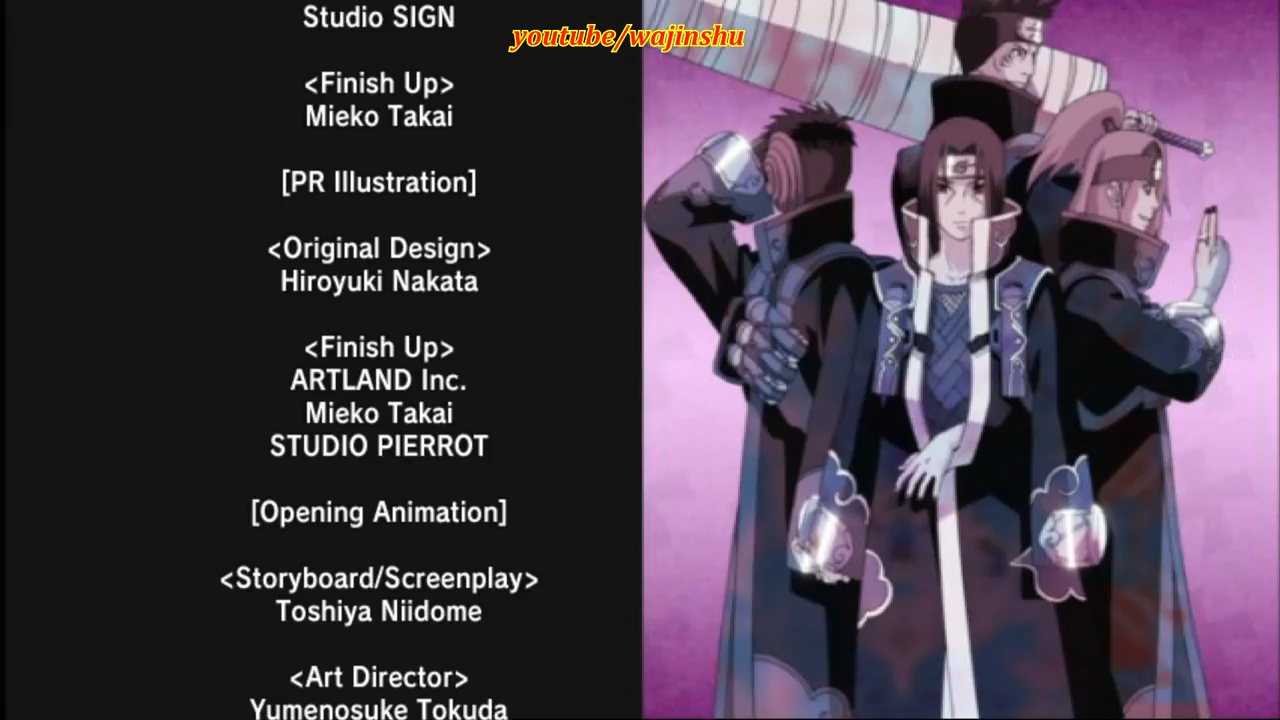 Studio SIGN
youtube/wajinshu
<Finish Up>
Mieko Takai
[PR Illustration]
<Original Design>
Hiroyuki Nakata
<Finish Up>
ARTLAND Inc.
Mieko Takai
STUDIO PIERROT
[Opening Animation]
<Storyboard/Screenplay>
Toshiya Niidome
<Art Director>
Yumenosuke Tokuda